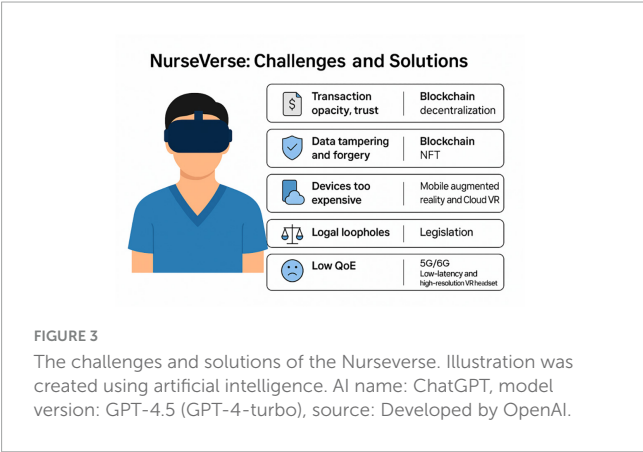 NurseVerse: Challenges and Solutions
$
Transaction
opacity, trust
Blockchain
decentralization
Data tampering
and forgery
Blockchain
NFT
Devices too
expensive
Mobile augmented
reality and Cloud VR
Logal loopholes
Legislation
Low QoE
5G/6G
Low-latency and
high-resolution VR headset
FIGURE 3
The challenges and solutions of the Nurseverse. Illustration was
created using artificial intelligence. AI name: ChatGPT, model
version: GPT-4.5 (GPT-4-turbo), source: Developed by OpenAI.